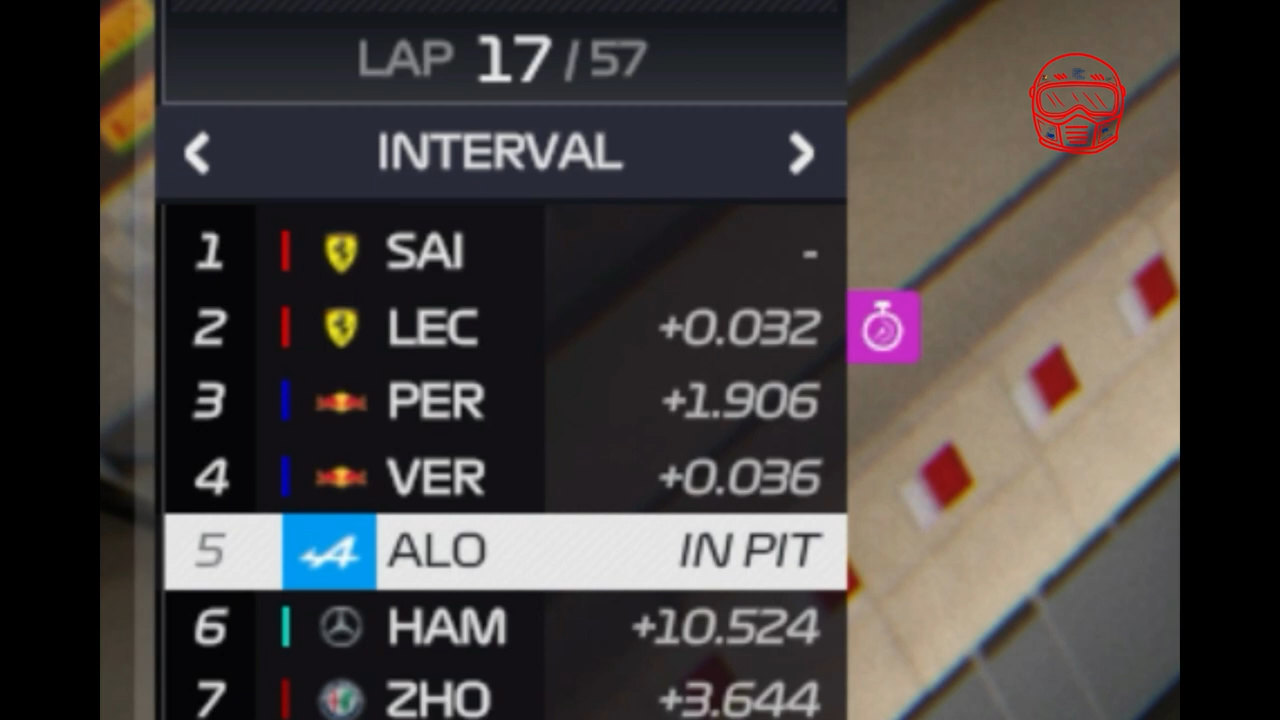 LAP 17/57
INTERVAL
1 SAI -
2 LEC +0.032
3 PER +1.906
4 VER +0.036
5 ALO IN PIT
6 HAM +10.524
7 ZHO +3.644